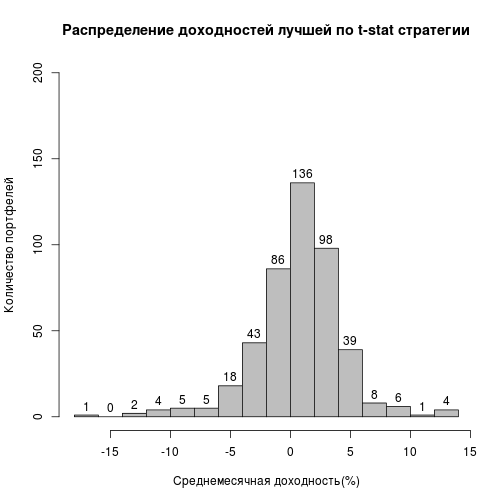 Распределение доходностей лучшей по t-stat стратегии
Количество портфелей
200
150
100
50
0
1 0 2 4 5 5 18 43 86 136 98 39 8 6 1 4
-15 -10 -5 0 5 10 15
Среднемесячная доходность(%)